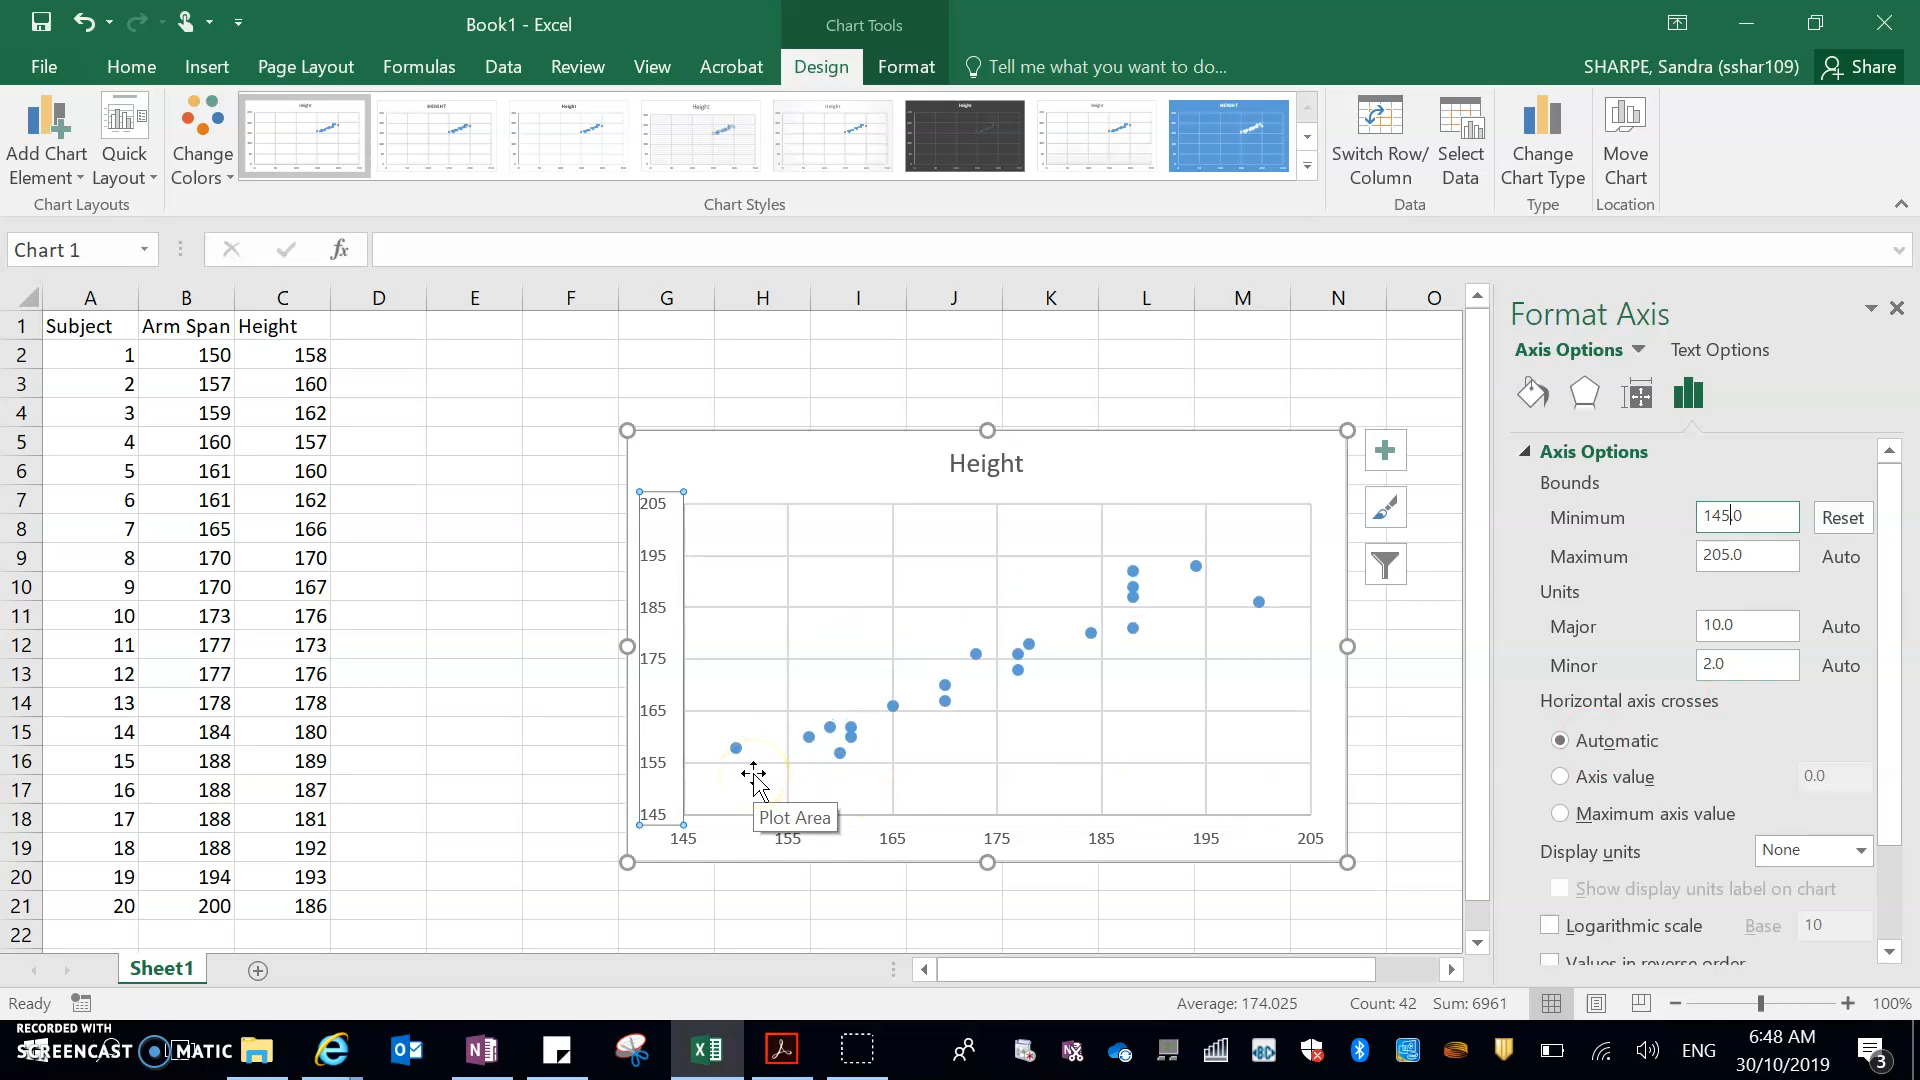 Book1 - Excel
Chart Tools
File Home Insert Page Layout Formulas Data Review View Acrobat Design Format Tell me what you want to do... SHARPE, Sandra (sshar109) Share
Add Chart Element
Quick Layout
Change Colors
Switch Row/ Column
Select Data
Change Chart Type
Move Chart
Chart Layouts Chart Styles Data Type Location
Chart 1
fx
A B C D E F G H I J K L M N O
1 Subject Arm Span Height
2 1 150 158
3 2 157 160
4 3 159 162
5 4 160 157
6 5 161 160
7 6 161 162
8 7 165 166
9 8 170 170
10 9 170 167
11 10 173 176
12 11 177 173
13 12 177 176
14 13 178 178
15 14 184 180
16 15 188 189
17 16 188 187
18 17 188 181
19 18 188 192
20 19 194 193
21 20 200 186
22
Height
205
195
185
175
165
155
145
145 155 165 175 185 195 205
Plot Area
Format Axis
Axis Options Text Options
Axis Options
Bounds
Minimum 145.0 Reset
Maximum 205.0 Auto
Units
Major 10.0 Auto
Minor 2.0 Auto
Horizontal axis crosses
Automatic
Axis value 0.0
Maximum axis value
Display units None
Show display units label on chart
Logarithmic scale Base 10
Values in reverse order
Sheet1
Ready Average: 174.025 Count: 42 Sum: 6961 100%
RECORDED WITH
SCREENCAST MATIC
ENG
6:48 AM
30/10/2019
3